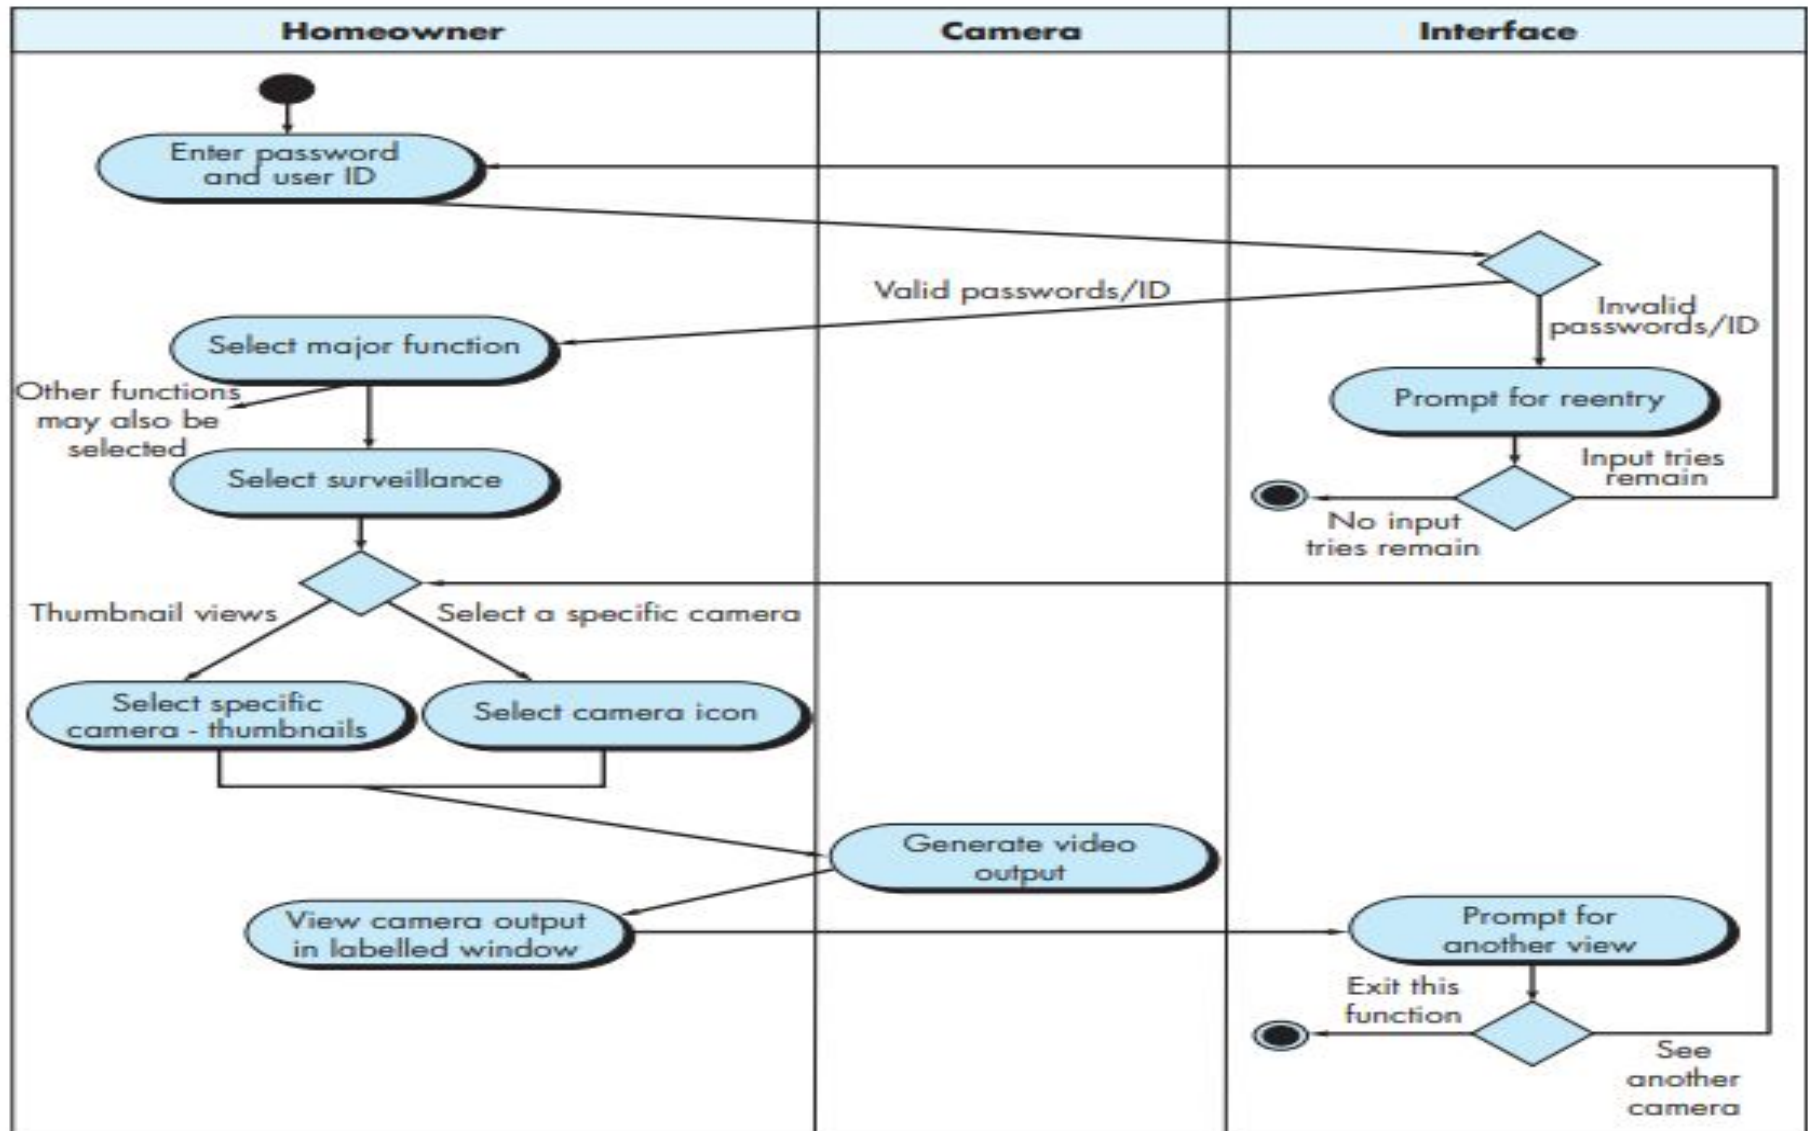 Homeowner
Camera
Interface
Enter password
and user ID
Valid passwords/ID
Invalid
passwords/ID
Select major function
Prompt for reentry
Other functions
may also be
selected
Input tries
remain
Select surveillance
No input
tries remain
Thumbnail views
Select a specific camera
Select specific
camera - thumbnails
Select camera icon
Generate video
output
View camera output
in labelled window
Prompt for
another view
Exit this
function
See
another
camera